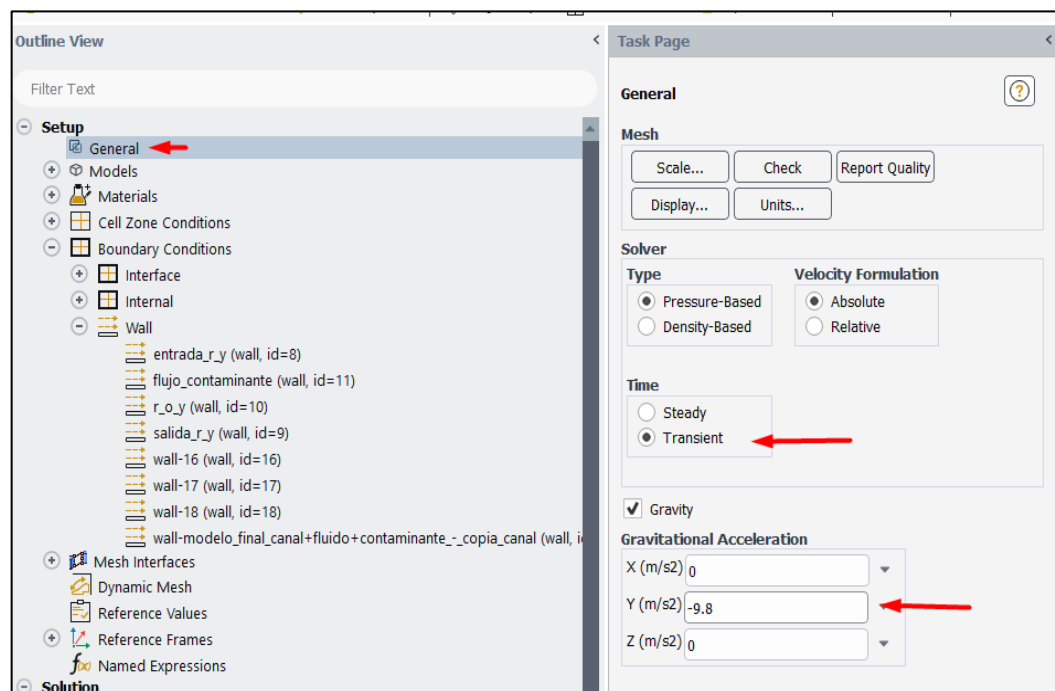 Outline View
Filter Text
Setup
General
Models
Materials
Cell Zone Conditions
Boundary Conditions
Interface
Internal
Wall
entrada_r_y (wall, id=8)
flujo_contaminante (wall, id=11)
r_o_y (wall, id=10)
salida_r_y (wall, id=9)
wall-16 (wall, id=16)
wall-17 (wall, id=17)
wall-18 (wall, id=18)
wall-modelo_final_canal+fluido+contaminante_-_copia_canal (wall, i
Mesh Interfaces
Dynamic Mesh
Reference Values
Reference Frames
f(x) Named Expressions
Solution
Task Page
General
?
Mesh
Scale... Check Report Quality
Display... Units...
Solver
Type Velocity Formulation
Pressure-Based Absolute
Density-Based Relative
Time
Steady
Transient
Gravity
Gravitational Acceleration
X (m/s2) 0
Y (m/s2) -9.8
Z (m/s2) 0